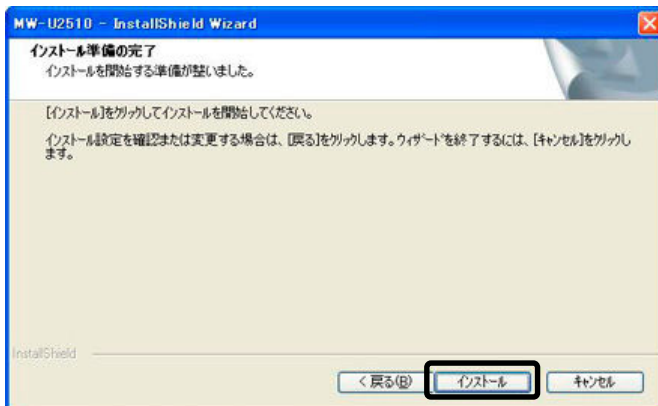 MW-U2510 - InstallShield Wizard
インストール準備の完了
インストールを開始する準備が整いました。
[インストール]をクリックしてインストールを開始してください。
インストール設定を確認または変更する場合は、[戻る]をクリックします。ウィザードを終了するには、[キャンセル]をクリックし
ます。
InstallShield
< 戻る(B)
インストール
キャンセル